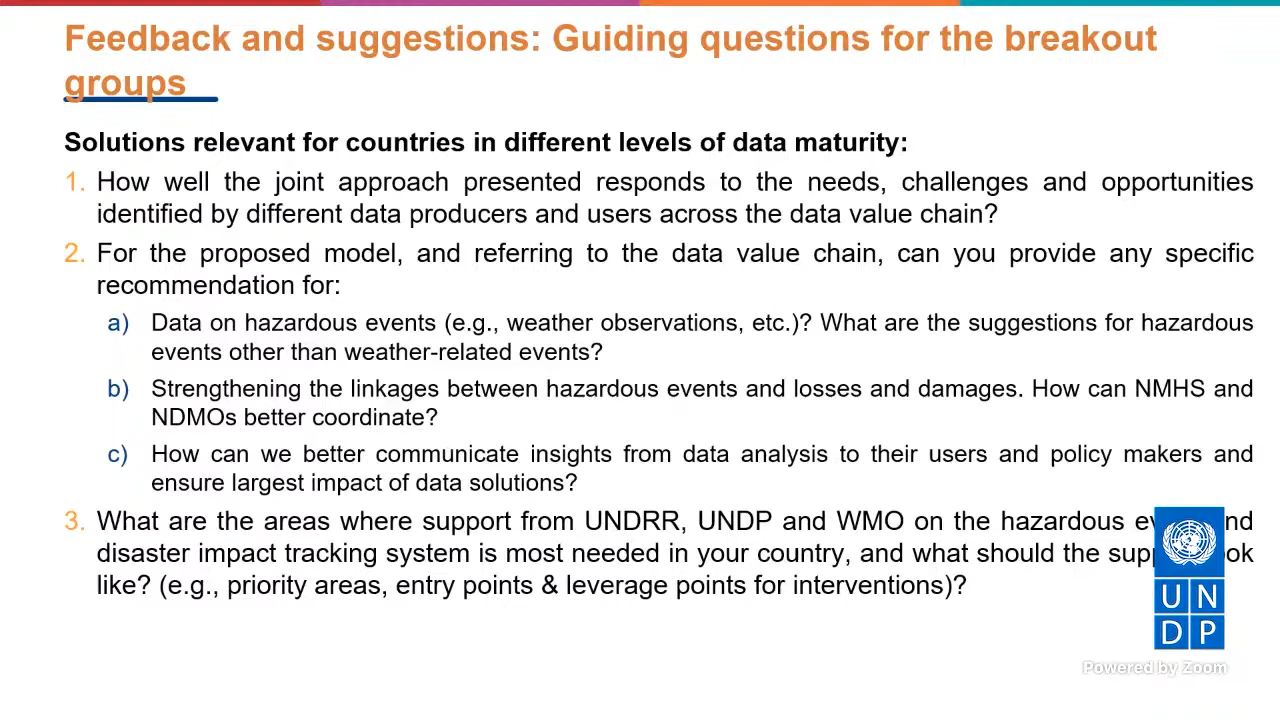 Feedback and suggestions: Guiding questions for the breakout
groups
Solutions relevant for countries in different levels of data maturity:
1. How well the joint approach presented responds to the needs, challenges and opportunities
identified by different data producers and users across the data value chain?
2. For the proposed model, and referring to the data value chain, can you provide any specific
recommendation for:
a) Data on hazardous events (e.g., weather observations, etc.)? What are the suggestions for hazardous
events other than weather-related events?
b) Strengthening the linkages between hazardous events and losses and damages. How can NMHS and
NDMOs better coordinate?
c) How can we better communicate insights from data analysis to their users and policy makers and
ensure largest impact of data solutions?
3. What are the areas where support from UNDRR, UNDP and WMO on the hazardous
disaster impact tracking system is most needed in your country, and what should the
like? (e.g., priority areas, entry points & leverage points for interventions)?
U N
D P
Powered by Zoom